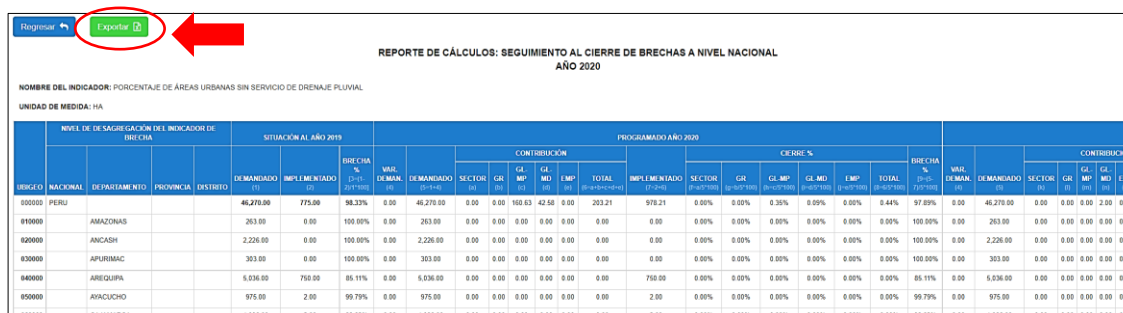 Regresar Exportar
REPORTE DE CÁLCULOS: SEGUIMIENTO AL CIERRE DE BRECHAS A NIVEL NACIONAL
AÑO 2020
NOMBRE DEL INDICADOR: PORCENTAJE DE ÁREAS URBANAS SIN SERVICIO DE DRENAJE PLUVIAL
UNIDAD DE MEDIDA: HA
NIVEL DE DESAGREGACIÓN DEL INDICADOR DE BRECHA SITUACIÓN AL AÑO 2019 PROGRAMADO AÑO 2020
CONTRIBUCIÓN CIERRE % CONTRIBUCI
UBIGEO NACIONAL DEPARTAMENTO PROVINCIA DISTRITO DEMANDADO (1) IMPLEMENTADO (2) BRECHA % VAR. DEMAN. (4) DEMANDADO (5=1+4) SECTOR (a) GR (b) GL-MP (c) GL-MD (d) EMP (e) TOTAL (6=a+b+c+d+e) IMPLEMENTADO (7=2+6) SECTOR GR GL-MP GL-MD EMP TOTAL BRECHA % VAR. DEMAN. (4) DEMANDADO (5) SECTOR (k) GR (l) GL-MP (m) GL-MD (n)
000000 PERU 46,270.00 775.00 98.33% 0.00 46,270.00 0.00 0.00 160.63 42.58 0.00 203.21 978.21 0.00% 0.00% 0.35% 0.09% 0.00% 0.44% 97.89% 0.00 46,270.00 0.00 0.00 0.00 2.00
010000 AMAZONAS 263.00 0.00 100.00% 0.00 263.00 0.00 0.00 0.00 0.00 0.00 0.00 0.00 0.00% 0.00% 0.00% 0.00% 0.00% 0.00% 100.00% 0.00 263.00 0.00 0.00 0.00 0.00
020000 ANCASH 2,226.00 0.00 100.00% 0.00 2,226.00 0.00 0.00 0.00 0.00 0.00 0.00 0.00 0.00% 0.00% 0.00% 0.00% 0.00% 0.00% 100.00% 0.00 2,226.00 0.00 0.00 0.00 0.00
030000 APURIMAC 303.00 0.00 100.00% 0.00 303.00 0.00 0.00 0.00 0.00 0.00 0.00 0.00 0.00% 0.00% 0.00% 0.00% 0.00% 0.00% 100.00% 0.00 303.00 0.00 0.00 0.00 0.00
040000 AREQUIPA 5,036.00 750.00 85.11% 0.00 5,036.00 0.00 0.00 0.00 0.00 0.00 0.00 750.00 0.00% 0.00% 0.00% 0.00% 0.00% 0.00% 85.11% 0.00 5,036.00 0.00 0.00 0.00 0.00
050000 AYACUCHO 975.00 2.00 99.79% 0.00 975.00 0.00 0.00 0.00 0.00 0.00 0.00 2.00 0.00% 0.00% 0.00% 0.00% 0.00% 0.00% 99.79% 0.00 975.00 0.00 0.00 0.00 0.00